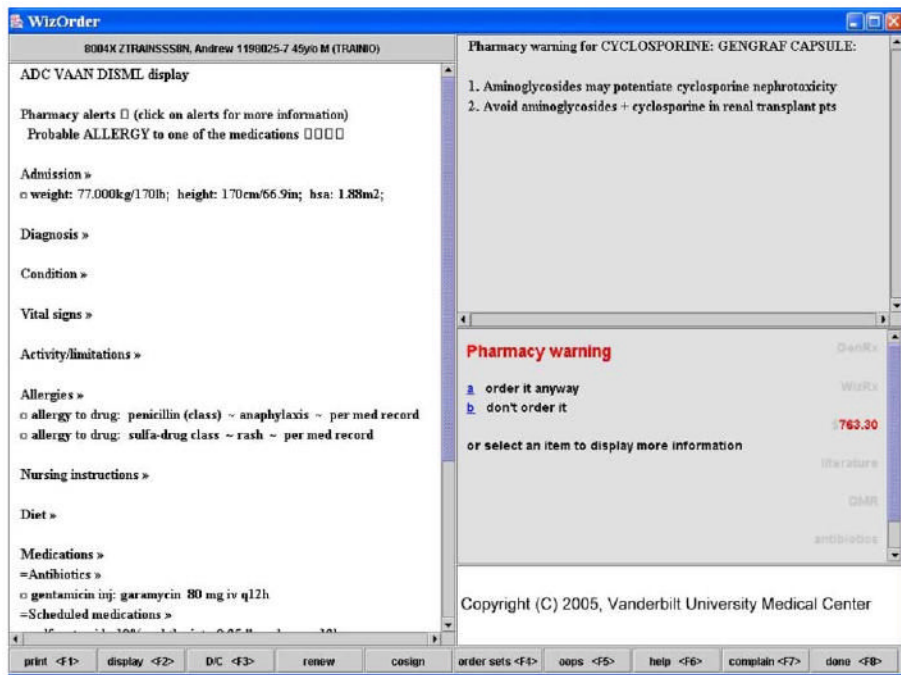 WizOrder
8004X ZTRAINSSS8N, Andrew 1198025-7 45y/o M (TRAINIO)
ADC VAAN DISML display
Pharmacy alerts □ (click on alerts for more information)
Probable ALLERGY to one of the medications □□□□
Admission »
□ weight: 77.000kg/170lb; height: 170cm/66.9in; bsa: 1.88m2;
Diagnosis »
Condition »
Vital signs »
Activity/limitations »
Allergies »
□ allergy to drug: penicillin (class) ~ anaphylaxis ~ per med record
□ allergy to drug: sulfa-drug class ~ rash ~ per med record
Nursing instructions »
Diet »
Medications »
=Antibiotics »
□ gentamicin inj: garamycin 80 mg iv q12h
=Scheduled medications »
Pharmacy warning for CYCLOSPORINE: GENGRAF CAPSULE:
1. Aminoglycosides may potentiate cyclosporine nephrotoxicity
2. Avoid aminoglycosides + cyclosporine in renal transplant pts
Pharmacy warning
a order it anyway
b don't order it
or select an item to display more information
WizRx
$763.30
literature
antibiotics
Copyright (C) 2005, Vanderbilt University Medical Center
print <F1>
display <F2>
D/C <F3>
renew
cosign
order sets <F4>
oops <F5>
help <F6>
complain <F7>
done <F8>